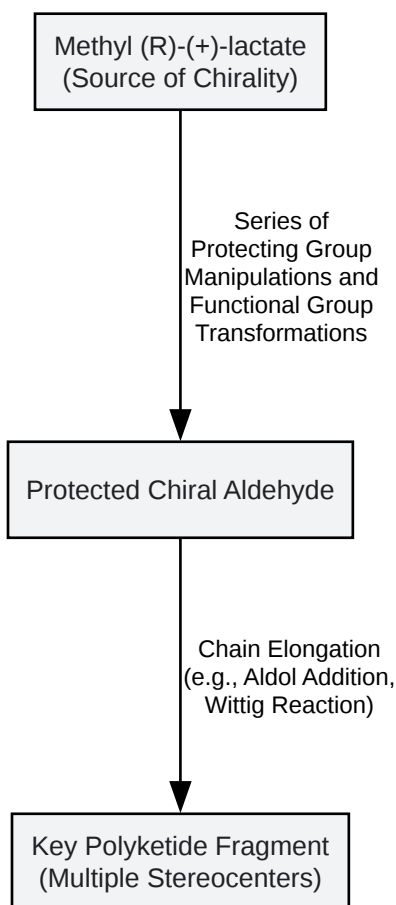 Methyl (R)-(+)-lactate
(Source of Chirality)
Series of
Protecting Group
Manipulations and
Functional Group
Transformations
Protected Chiral Aldehyde
Chain Elongation
(e.g., Aldol Addition,
Wittig Reaction)
Key Polyketide Fragment
(Multiple Stereocenters)